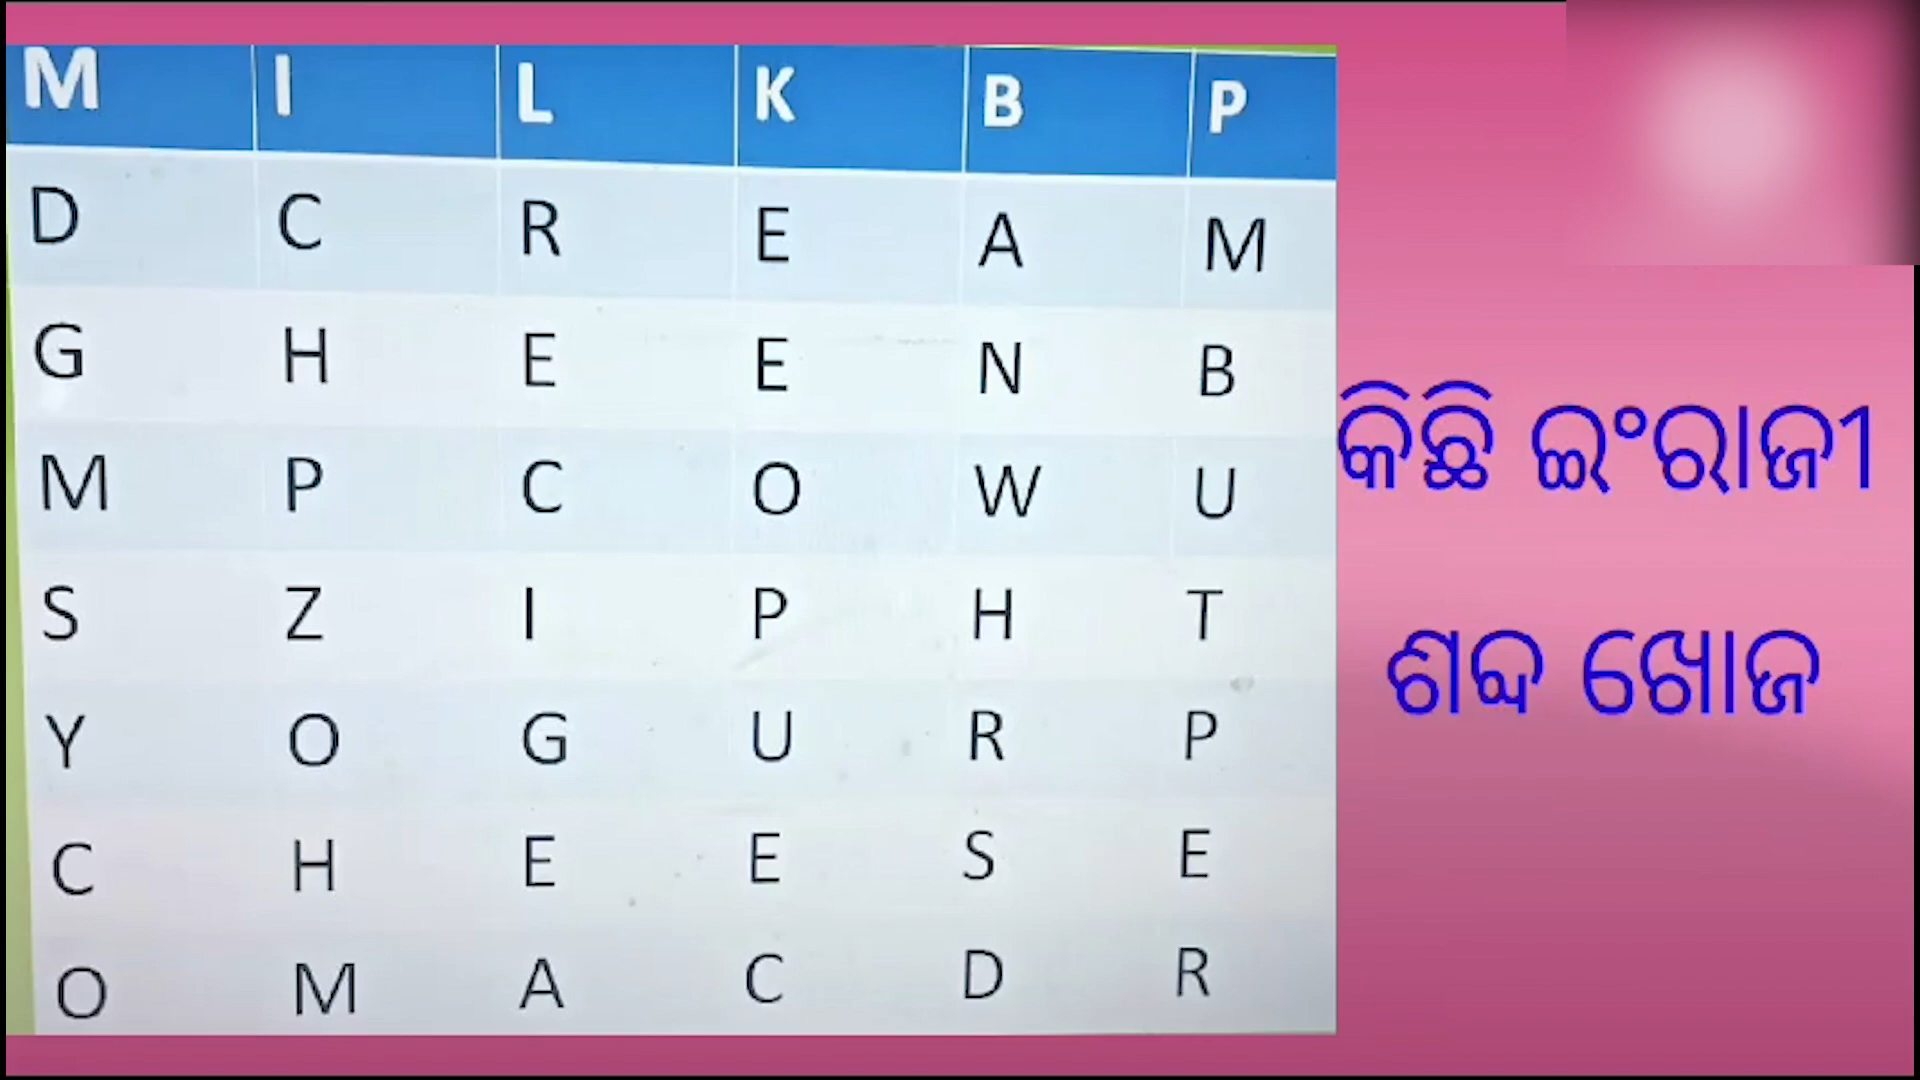 M I L K B P
D C R E A M
G H E E N B
M P C O W U
S Z I P H T
Y O G U R P
C H E E S E
O M A C D R
କିଛି ଇଂରାଜୀ
ଶବ୍ଦ ଖୋଜ